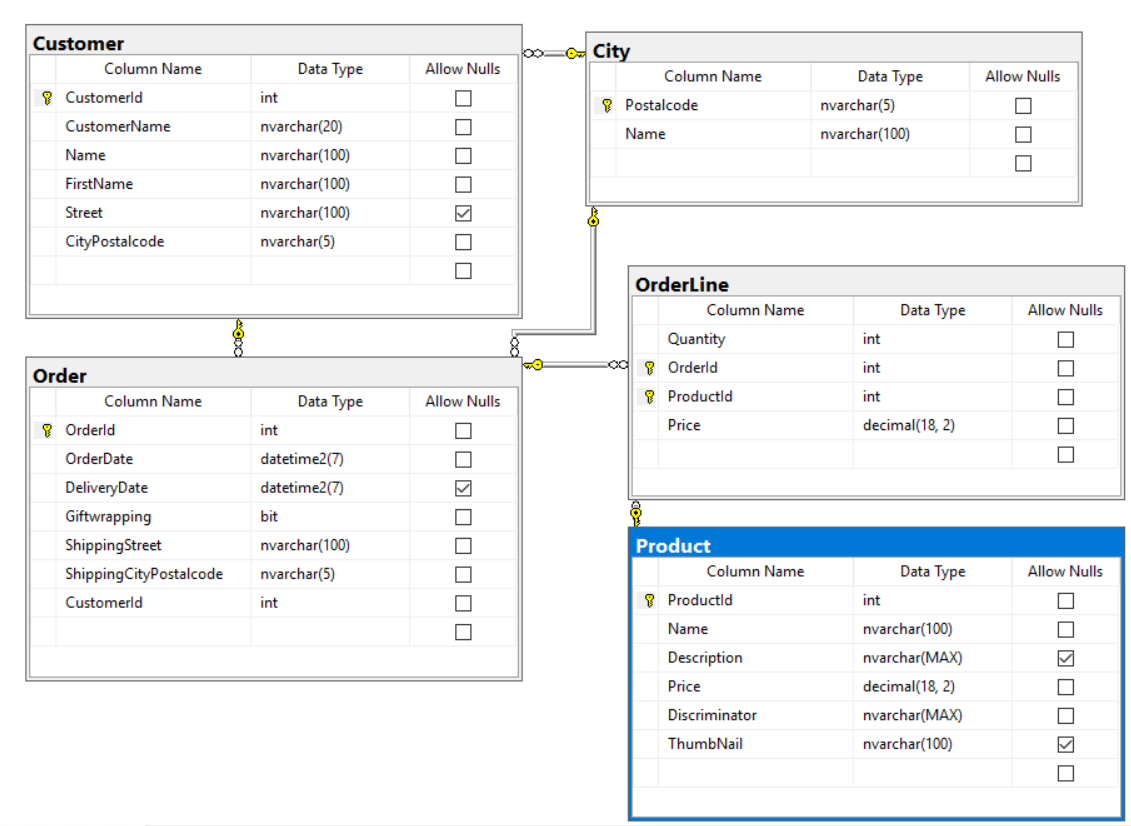 Customer
Column Name Data Type Allow Nulls
CustomerId int
CustomerName nvarchar(20)
Name nvarchar(100)
FirstName nvarchar(100)
Street nvarchar(100)
CityPostalcode nvarchar(5)
City
Column Name Data Type Allow Nulls
Postalcode nvarchar(5)
Name nvarchar(100)
OrderLine
Column Name Data Type Allow Nulls
Quantity int
OrderId int
ProductId int
Price decimal(18, 2)
Order
Column Name Data Type Allow Nulls
OrderId int
OrderDate datetime2(7)
DeliveryDate datetime2(7)
Giftwrapping bit
ShippingStreet nvarchar(100)
ShippingCityPostalcode nvarchar(5)
CustomerId int
Product
Column Name Data Type Allow Nulls
ProductId int
Name nvarchar(100)
Description nvarchar(MAX)
Price decimal(18, 2)
Discriminator nvarchar(MAX)
ThumbNail nvarchar(100)